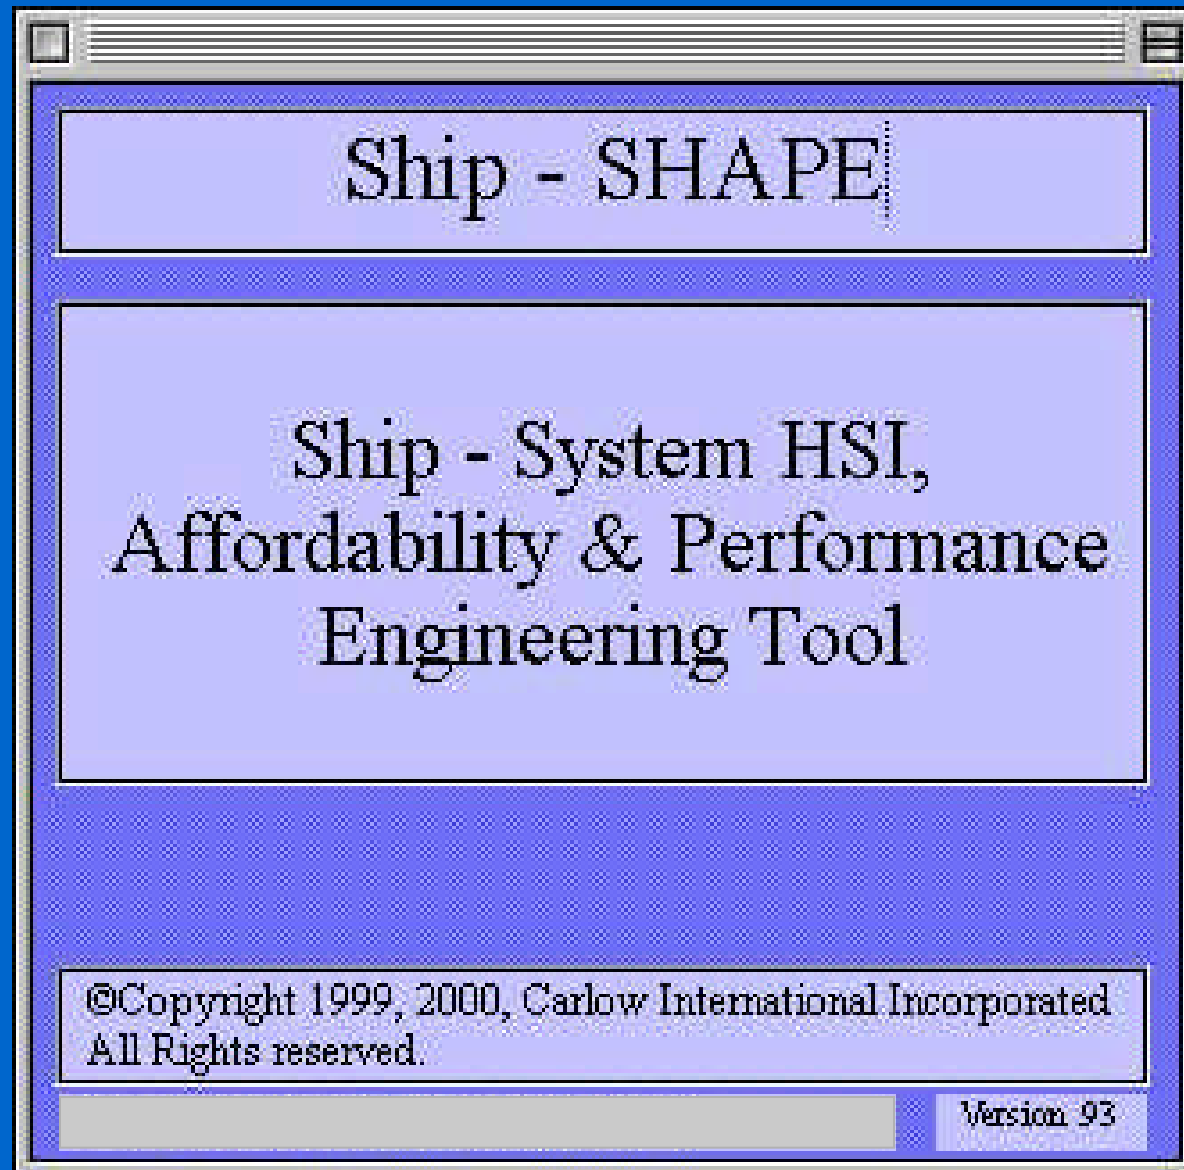 Ship - SHAPE
Ship - System HSI,
Affordability & Performance
Engineering Tool
©Copyright 1999, 2000, Carlow International Incorporated
All Rights reserved.
Version .93